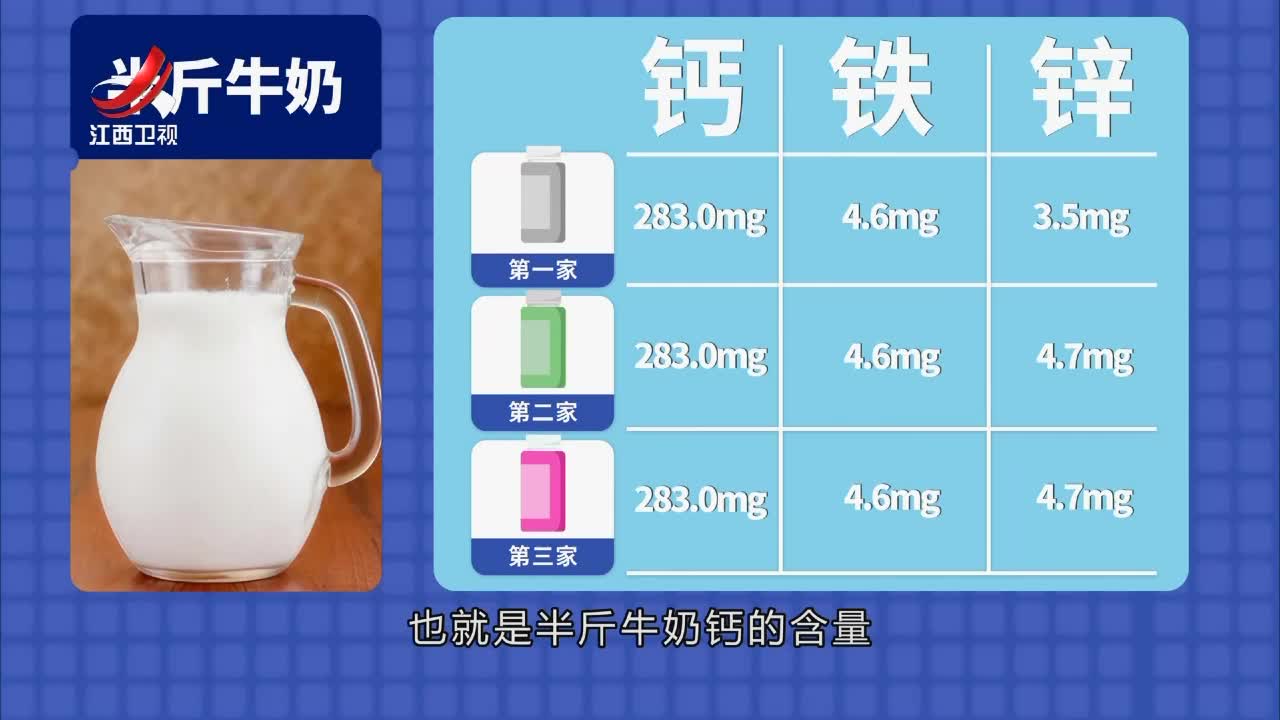 半斤牛奶
江西卫视
钙 铁 锌
第一家 283.0mg 4.6mg 3.5mg
第二家 283.0mg 4.6mg 4.7mg
第三家 283.0mg 4.6mg 4.7mg
也就是半斤牛奶钙的含量